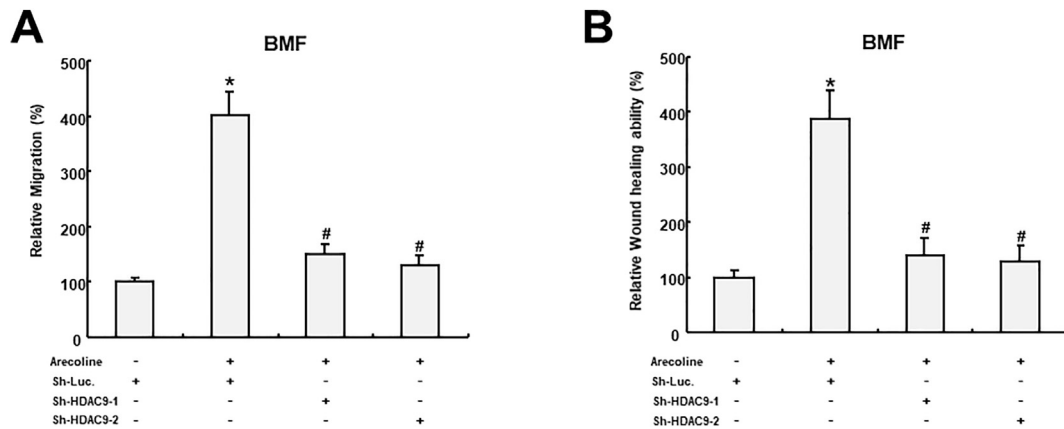 A
BMF
Relative Migration (%)
500
400
300
200
100
0
*
#
#
Arecoline - + + +
Sh-Luc. + + - -
Sh-HDAC9-1 - - + -
Sh-HDAC9-2 - - - +
B
BMF
Relative Wound healing ability (%)
500
400
300
200
100
0
*
#
#
Arecoline - + + +
Sh-Luc. + + - -
Sh-HDAC9-1 - - + -
Sh-HDAC9-2 - - - +